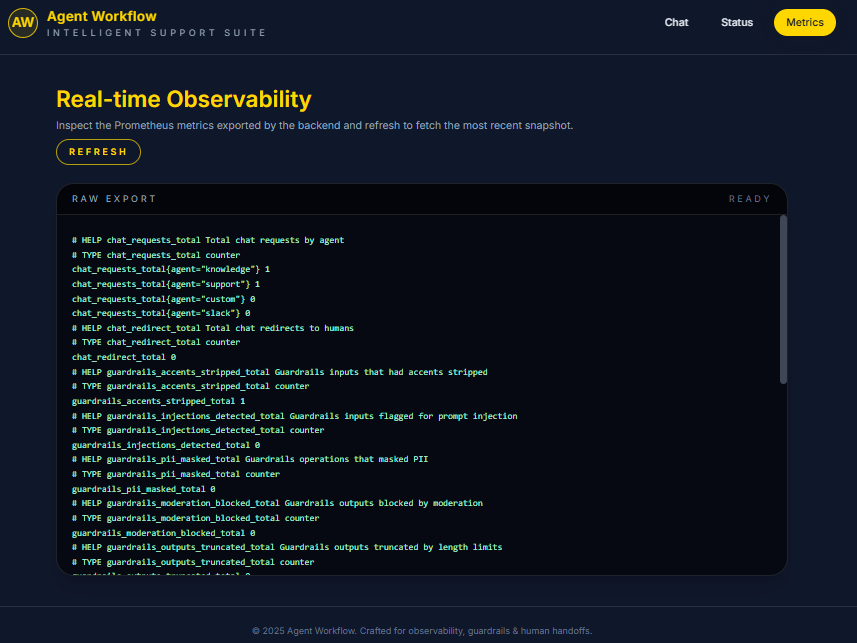 AW
Agent Workflow
INTELLIGENT SUPPORT SUITE
Chat
Status
Metrics
Real-time Observability
Inspect the Prometheus metrics exported by the backend and refresh to fetch the most recent snapshot.
REFRESH
RAW EXPORT
READY
# HELP chat_requests_total Total chat requests by agent
# TYPE chat_requests_total counter
chat_requests_total{agent="knowledge"} 1
chat_requests_total{agent="support"} 1
chat_requests_total{agent="custom"} 0
chat_requests_total{agent="slack"} 0
# HELP chat_redirect_total Total chat redirects to humans
# TYPE chat_redirect_total counter
chat_redirect_total 0
# HELP guardrails_accents_stripped_total Guardrails inputs that had accents stripped
# TYPE guardrails_accents_stripped_total counter
guardrails_accents_stripped_total 1
# HELP guardrails_injections_detected_total Guardrails inputs flagged for prompt injection
# TYPE guardrails_injections_detected_total counter
guardrails_injections_detected_total 0
# HELP guardrails_pii_masked_total Guardrails operations that masked PII
# TYPE guardrails_pii_masked_total counter
guardrails_pii_masked_total 0
# HELP guardrails_moderation_blocked_total Guardrails outputs blocked by moderation
# TYPE guardrails_moderation_blocked_total counter
guardrails_moderation_blocked_total 0
# HELP guardrails_outputs_truncated_total Guardrails outputs truncated by length limits
# TYPE guardrails_outputs_truncated_total counter
© 2025 Agent Workflow. Crafted for observability, guardrails & human handoffs.